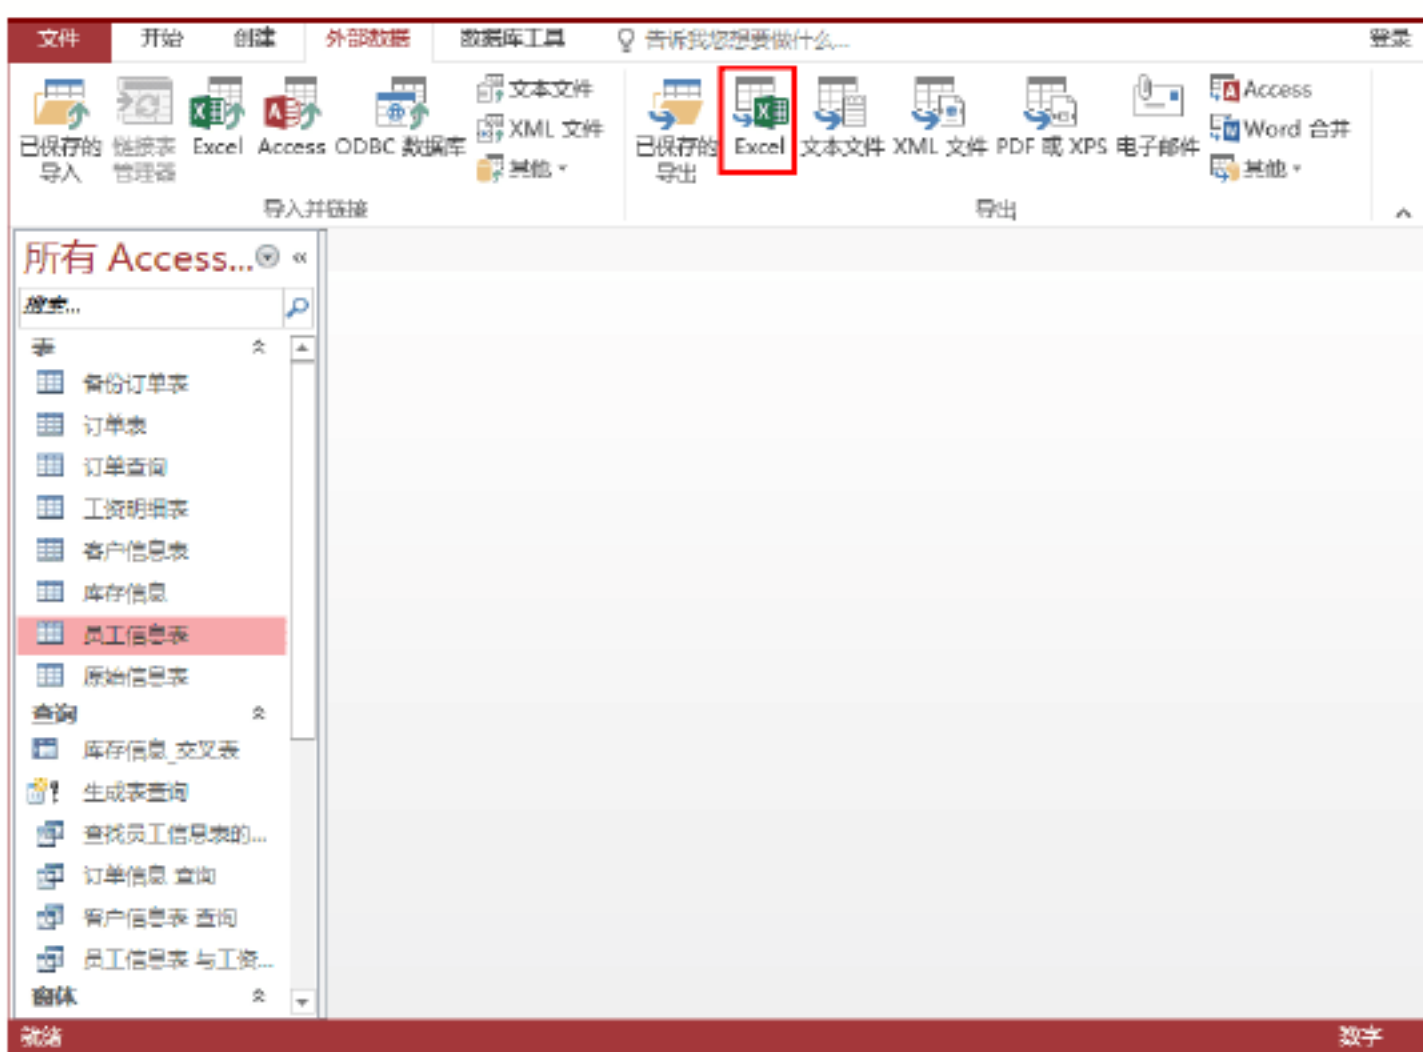 文件 开始 创建 外部数据 数据库工具 告诉我您想要做什么... 登录
已保存的导入 链接表管理器 Excel Access ODBC 数据库 文本文件 XML 文件 其他 已保存的导出 Excel 文本文件 XML 文件 PDF 或 XPS 电子邮件 Access Word 合并 其他
导入并链接 导出
所有 Access... «
搜索...
表
备份订单表
订单表
订单查询
工资明细表
客户信息表
库存信息
员工信息表
原始信息表
查询
库存信息_交叉表
生成表查询
查找员工信息表的...
订单信息 查询
客户信息表 查询
员工信息表 与工资...
窗体
就绪 数字